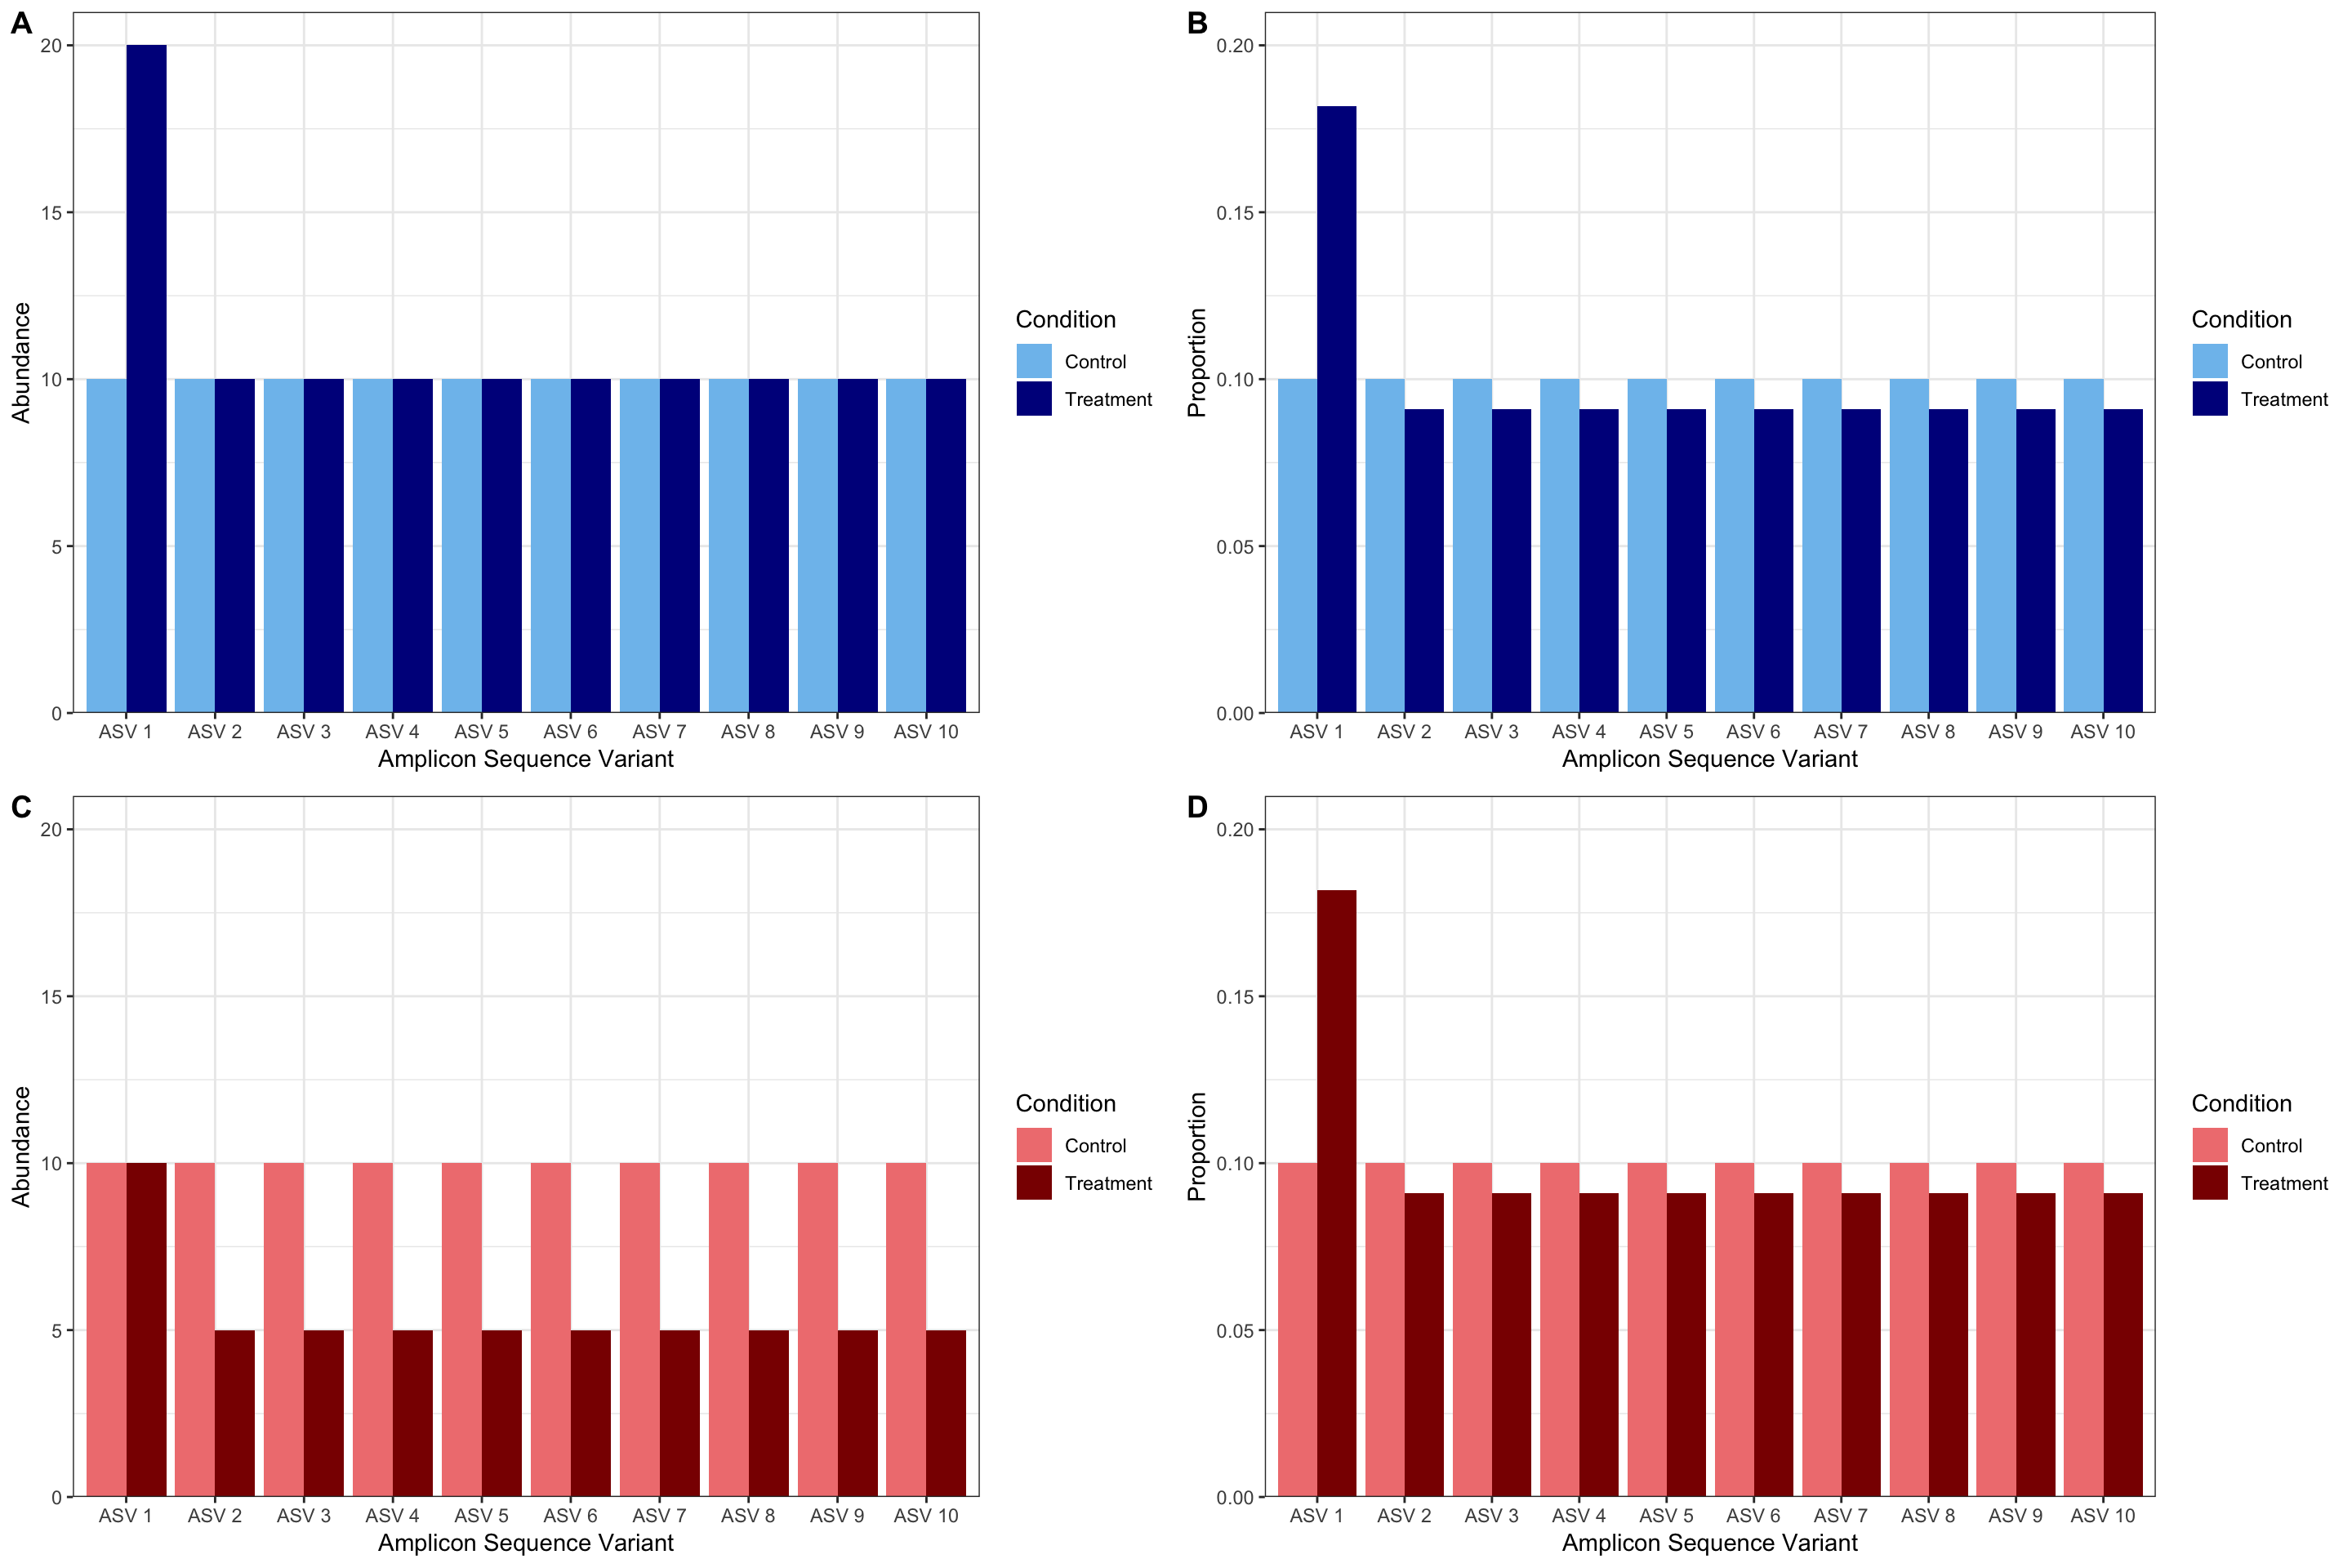 A
20
15
10
5
0
Abundance
ASV 1 ASV 2 ASV 3 ASV 4 ASV 5 ASV 6 ASV 7 ASV 8 ASV 9 ASV 10
Amplicon Sequence Variant
Condition
Control
Treatment
B
0.20
0.15
0.10
0.05
0.00
Proportion
ASV 1 ASV 2 ASV 3 ASV 4 ASV 5 ASV 6 ASV 7 ASV 8 ASV 9 ASV 10
Amplicon Sequence Variant
Condition
Control
Treatment
C
20
15
10
5
0
Abundance
ASV 1 ASV 2 ASV 3 ASV 4 ASV 5 ASV 6 ASV 7 ASV 8 ASV 9 ASV 10
Amplicon Sequence Variant
Condition
Control
Treatment
D
0.20
0.15
0.10
0.05
0.00
Proportion
ASV 1 ASV 2 ASV 3 ASV 4 ASV 5 ASV 6 ASV 7 ASV 8 ASV 9 ASV 10
Amplicon Sequence Variant
Condition
Control
Treatment